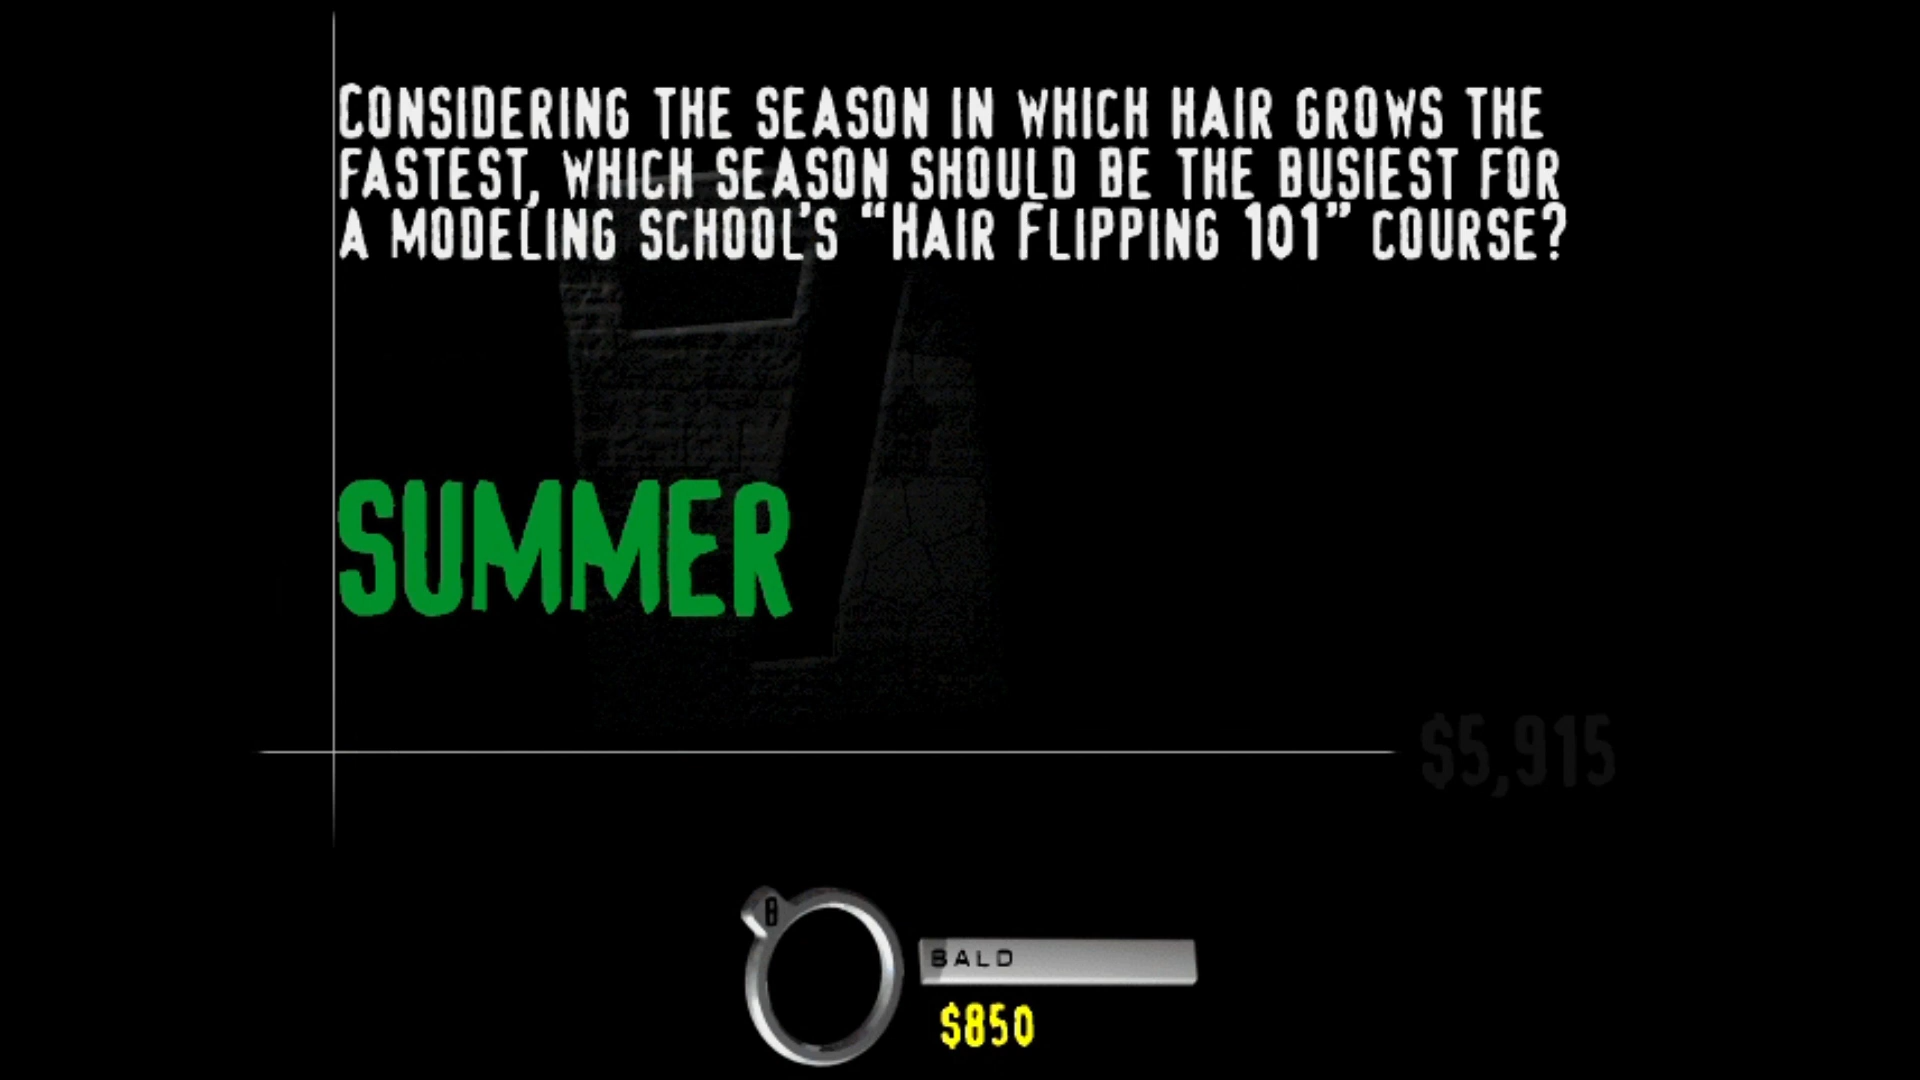 CONSIDERING THE SEASON IN WHICH HAIR GROWS THE
FASTEST, WHICH SEASON SHOULD BE THE BUSIEST FOR
A MODELING SCHOOL'S “HAIR FLIPPING 101” COURSE?
SUMMER
$5,915
8
BALD
$850